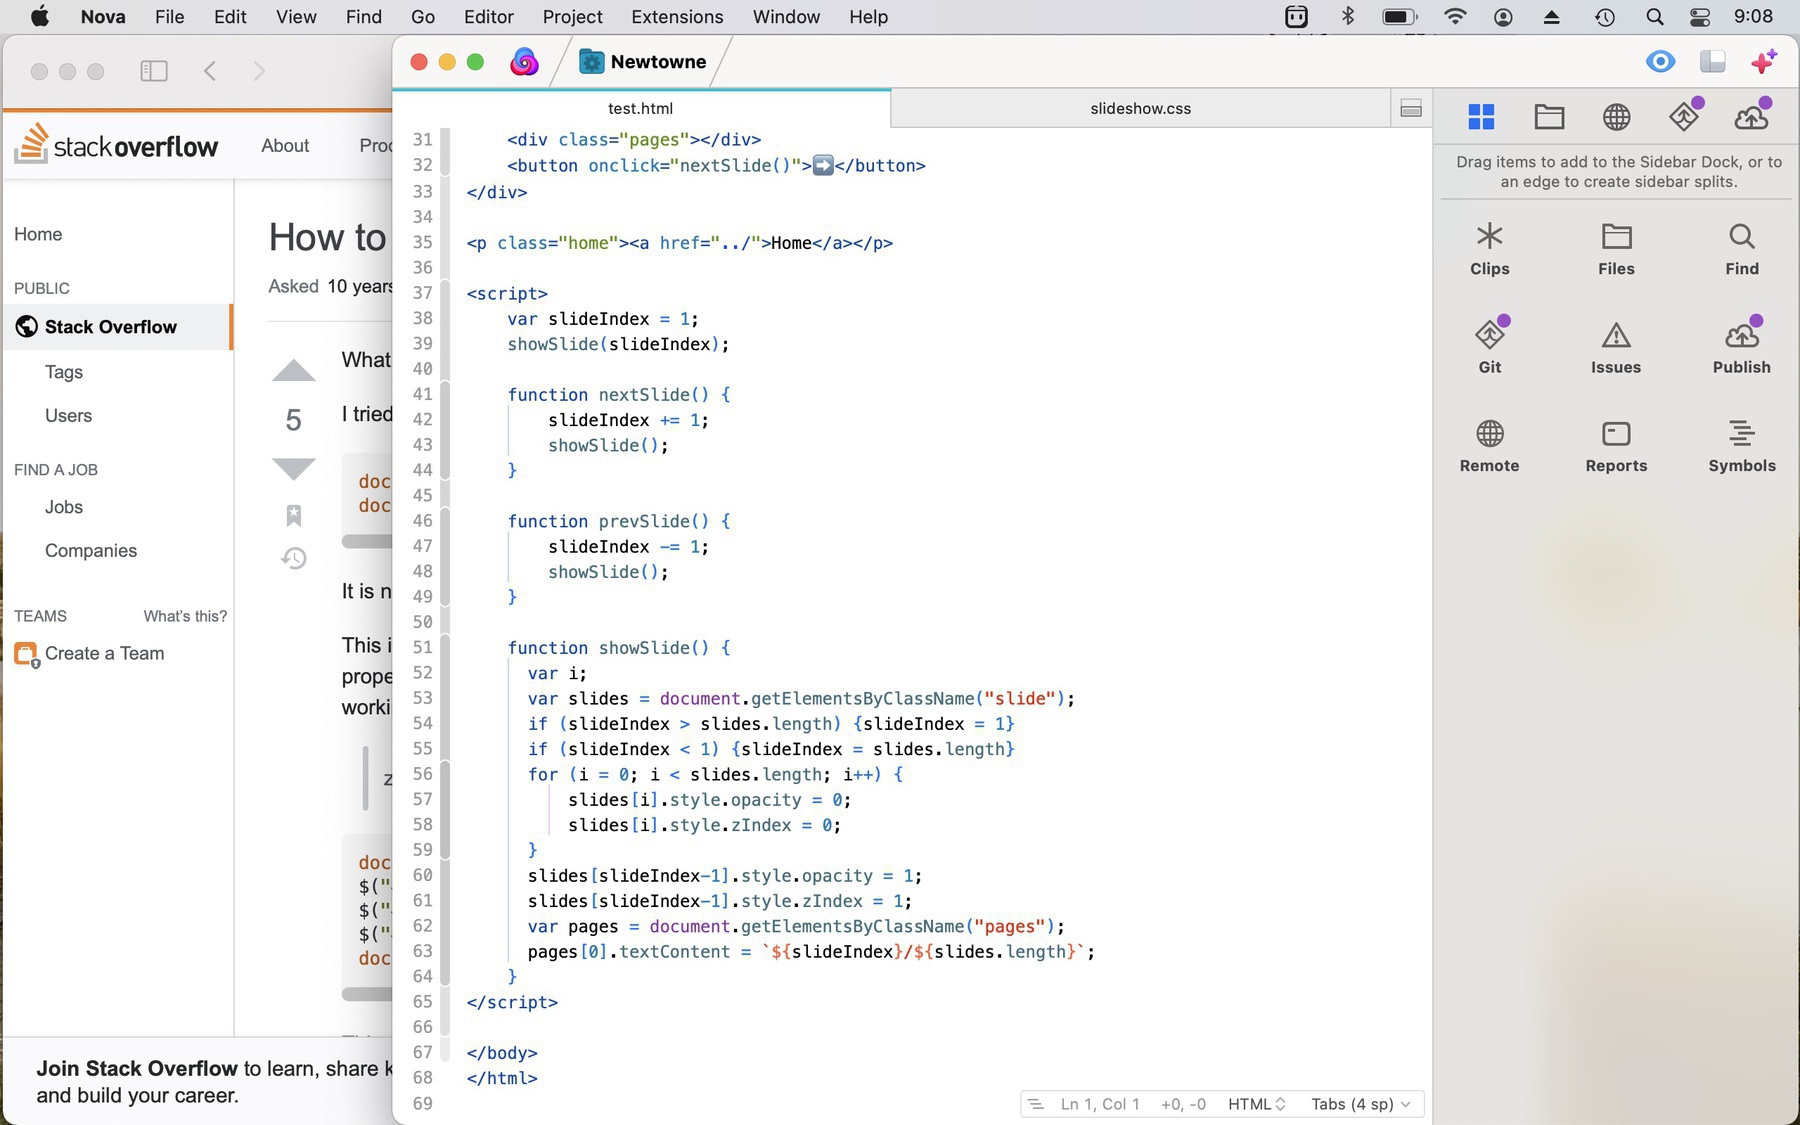 Nova File Edit View Find Go Editor Project Extensions Window Help 9:08
Newtowne
test.html slideshow.css
stackoverflow About
Home
PUBLIC
Stack Overflow
Tags
Users
FIND A JOB
Jobs
Companies
TEAMS What's this?
Create a Team
How to
Asked 10 years
What
5
I tried
doc
doc
It is n
This i
prope
worki
z
doc
$("
$("
$("
doc
Join Stack Overflow to learn, share k
and build your career.
31 <div class="pages"></div>
32 <button onclick="nextSlide()">➡️</button>
33 </div>
34
35 <p class="home"><a href="../">Home</a></p>
36
37 <script>
38 var slideIndex = 1;
39 showSlide(slideIndex);
40
41 function nextSlide() {
42 slideIndex += 1;
43 showSlide();
44 }
45
46 function prevSlide() {
47 slideIndex -= 1;
48 showSlide();
49 }
50
51 function showSlide() {
52 var i;
53 var slides = document.getElementsByClassName("slide");
54 if (slideIndex > slides.length) {slideIndex = 1}
55 if (slideIndex < 1) {slideIndex = slides.length}
56 for (i = 0; i < slides.length; i++) {
57 slides[i].style.opacity = 0;
58 slides[i].style.zIndex = 0;
59 }
60 slides[slideIndex-1].style.opacity = 1;
61 slides[slideIndex-1].style.zIndex = 1;
62 var pages = document.getElementsByClassName("pages");
63 pages[0].textContent = `${slideIndex}/${slides.length}`;
64 }
65 </script>
66
67 </body>
68 </html>
69
Ln 1, Col 1 +0, -0 HTML Tabs (4 sp)
Drag items to add to the Sidebar Dock, or to
an edge to create sidebar splits.
Clips Files Find
Git Issues Publish
Remote Reports Symbols